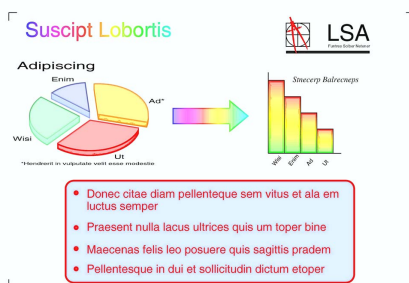 Suscipt Lobortis
LSA
Adipiscing
Enim
Ad*
Wisi
Ut
*Hendrerit in vulputate velit esse modestie
Stnecerp Balrecneps
Wisi
Enim
Ad
Ut
Donec citae diam pellenteque sem vitus et ala em
luctus semper
Praesent nulla lacus ultrices quis um toper bine
Maecenas felis leo posuere quis sagittis pradem
Pellentesque in dui et sollicitudin dictum etoper